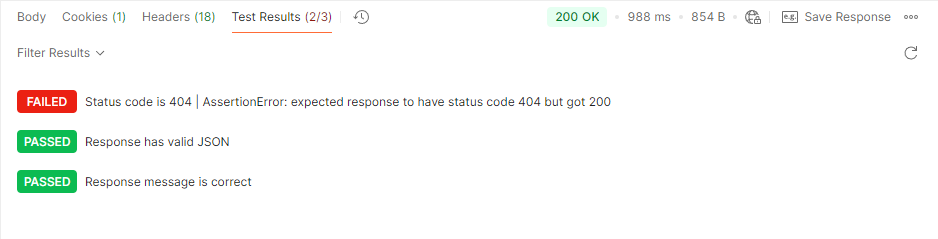 Body Cookies (1) Headers (18) Test Results (2/3) 200 OK • 988 ms • 854 B • e.g. Save Response
Filter Results
FAILED Status code is 404 | AssertionError: expected response to have status code 404 but got 200
PASSED Response has valid JSON
PASSED Response message is correct